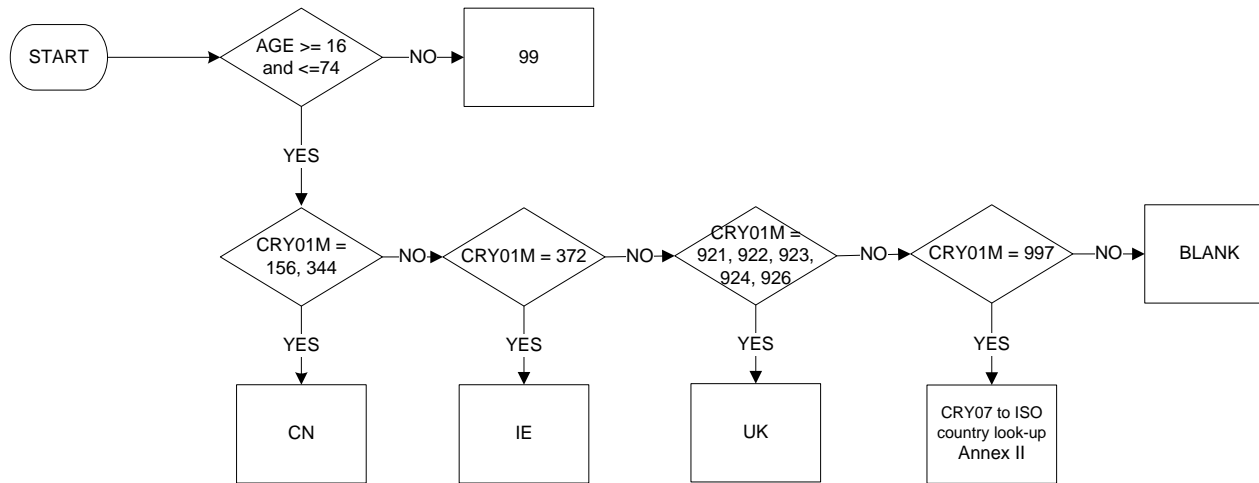 START
AGE >= 16
and <=74
NO
99
YES
CRY01M =
156, 344
NO
CRY01M = 372
NO
CRY01M =
921, 922, 923,
924, 926
NO
CRY01M = 997
NO
BLANK
YES
YES
YES
YES
CN
IE
UK
CRY07 to ISO
country look-up
Annex II